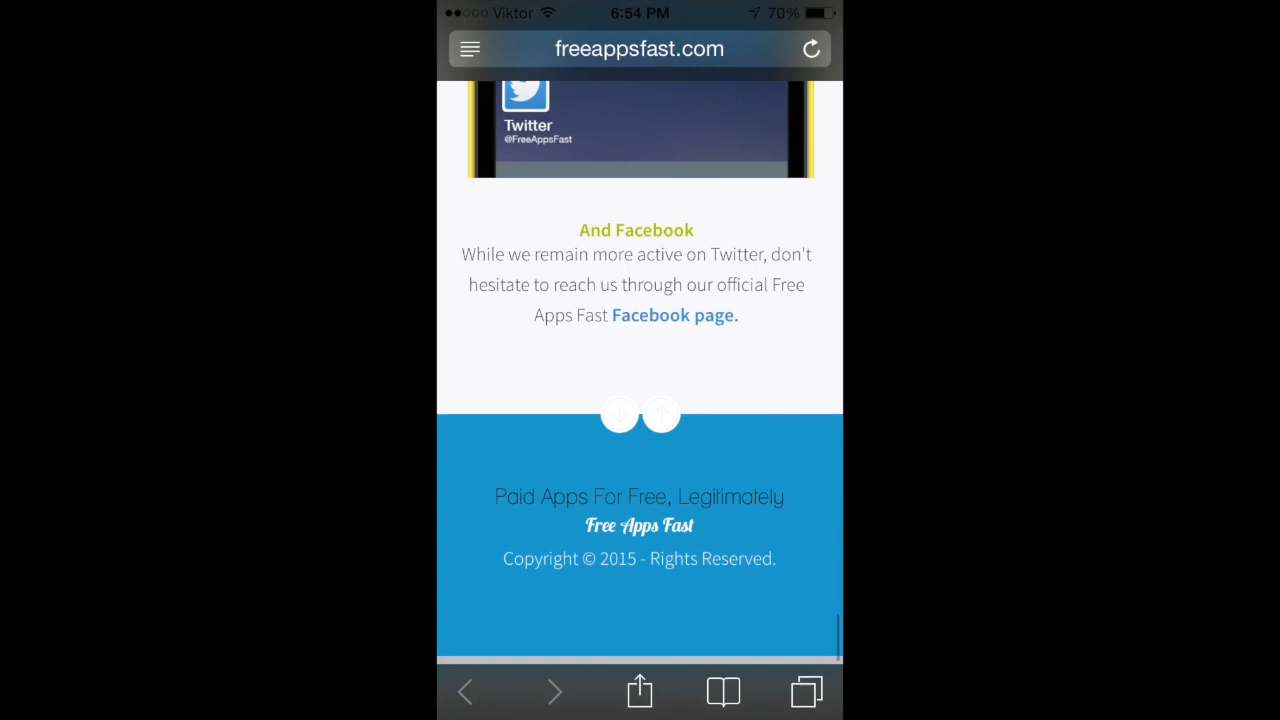 Viktor 6:54 PM 70%
freeappsfast.com
Twitter
@FreeAppsFast
And Facebook
While we remain more active on Twitter, don't
hesitate to reach us through our official Free
Apps Fast Facebook page.
Paid Apps For Free, Legitimately
Free Apps Fast
Copyright © 2015 - Rights Reserved.